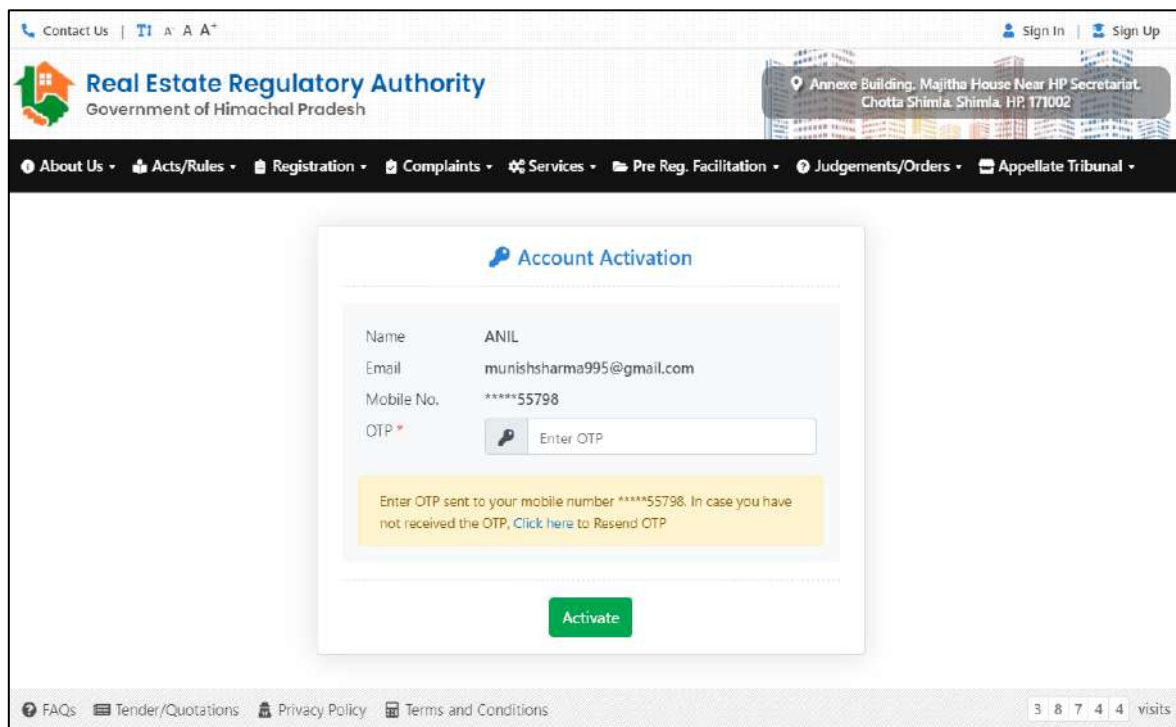 Contact Us | TI A- A A+
Sign In | Sign Up
Real Estate Regulatory Authority
Government of Himachal Pradesh
Annexe Building, Majitha House Near HP Secretariat,
Chotta Shimla, Shimla, HP, 171002
About Us Acts/Rules Registration Complaints Services Pre Reg. Facilitation Judgements/Orders Appellate Tribunal
Account Activation
Name ANIL
Email munishsharma995@gmail.com
Mobile No. *****55798
OTP * Enter OTP
Enter OTP sent to your mobile number *****55798. In case you have
not received the OTP, Click here to Resend OTP
Activate
FAQs Tender/Quotations Privacy Policy Terms and Conditions
3 8 7 4 4 visits